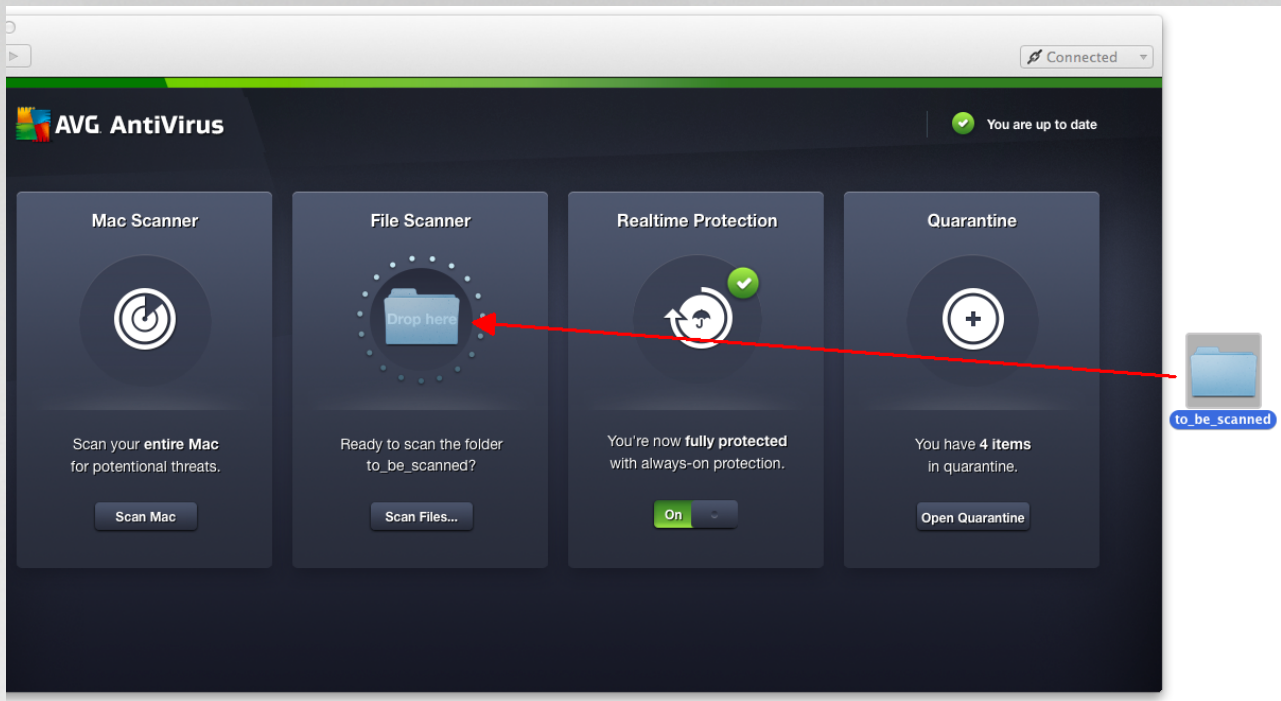 Connected
AVG AntiVirus
You are up to date
Mac Scanner
Scan your entire Mac
for potentional threats.
Scan Mac
File Scanner
Drop here
Ready to scan the folder
to_be_scanned?
Scan Files...
Realtime Protection
You're now fully protected
with always-on protection.
On
Quarantine
You have 4 items
in quarantine.
Open Quarantine
to_be_scanned